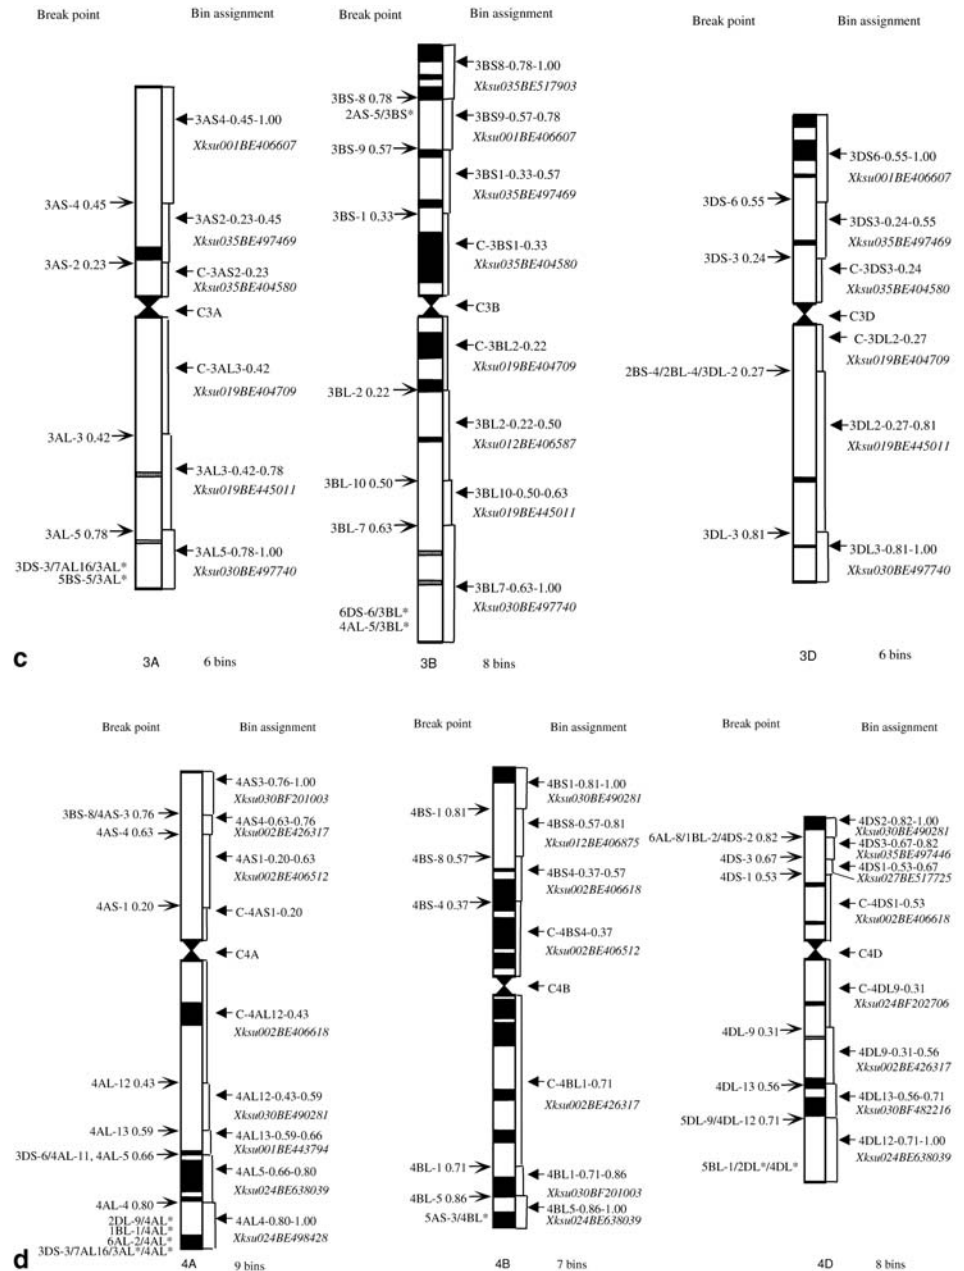 Break point
Bin assignment
3AS4-0.45-1.00
Xksu001BE406607
3AS-4 0.45
3AS2-0.23-0.45
Xksu035BE497469
3AS-2 0.23
C-3AS2-0.23
Xksu035BE404580
C3A
C-3AL3-0.42
Xksu019BE404709
3AL-3 0.42
3AL3-0.42-0.78
Xksu019BE445011
3AL-5 0.78
3AL5-0.78-1.00
Xksu030BE497740
3DS-3/7AL16/3AL*
5BS-5/3AL*
c
3A
6 bins
Break point
Bin assignment
3BS8-0.78-1.00
Xksu035BE517903
3BS-8 0.78
2AS-5/3BS*
3BS9-0.57-0.78
Xksu001BE406607
3BS-9 0.57
3BS1-0.33-0.57
Xksu035BE497469
3BS-1 0.33
C-3BS1-0.33
Xksu035BE404580
C3B
C-3BL2-0.22
Xksu019BE404709
3BL-2 0.22
3BL2-0.22-0.50
Xksu012BE406587
3BL-10 0.50
3BL10-0.50-0.63
Xksu019BE445011
3BL-7 0.63
3BL7-0.63-1.00
Xksu030BE497740
6DS-6/3BL*
4AL-5/3BL*
3B
8 bins
Break point
Bin assignment
3DS6-0.55-1.00
Xksu001BE406607
3DS-6 0.55
3DS3-0.24-0.55
Xksu035BE497469
3DS-3 0.24
C-3DS3-0.24
Xksu035BE404580
C3D
C-3DL2-0.27
Xksu019BE404709
2BS-4/2BL-4/3DL-2 0.27
3DL2-0.27-0.81
Xksu019BE445011
3DL-3 0.81
3DL3-0.81-1.00
Xksu030BE497740
3D
6 bins
Break point
Bin assignment
4AS3-0.76-1.00
Xksu030BF201003
3BS-8/4AS-3 0.76
4AS4-0.63-0.76
Xksu002BE426317
4AS-4 0.63
4AS1-0.20-0.63
Xksu002BE406512
4AS-1 0.20
C-4AS1-0.20
C4A
C-4AL12-0.43
Xksu002BE406618
4AL-12 0.43
4AL12-0.43-0.59
Xksu030BE490281
4AL-13 0.59
4AL13-0.59-0.66
Xksu001BE443794
3DS-6/4AL-11, 4AL-5 0.66
4AL5-0.66-0.80
Xksu024BE638039
4AL-4 0.80
4AL4-0.80-1.00
Xksu024BE498428
2DL-9/4AL*
1BL-1/4AL*
6AL-2/4AL*
3DS-3/7AL16/3AL*/4AL*
d
4A
9 bins
Break point
Bin assignment
4BS1-0.81-1.00
Xksu030BE490281
4BS-1 0.81
4BS8-0.57-0.81
Xksu012BE406875
4BS-8 0.57
4BS4-0.37-0.57
Xksu002BE406618
4BS-4 0.37
C-4BS4-0.37
Xksu002BE406512
C4B
C-4BL1-0.71
Xksu002BE426317
4BL-1 0.71
4BL1-0.71-0.86
Xksu030BF201003
4BL-5 0.86
4BL5-0.86-1.00
Xksu024BE638039
5AS-3/4BL*
4B
7 bins
Break point
Bin assignment
4DS2-0.82-1.00
Xksu030BE490281
6AL-8/1BL-2/4DS-2 0.82
4DS3-0.67-0.82
Xksu035BE497446
4DS-3 0.67
4DS1-0.53-0.67
Xksu027BE517725
4DS-1 0.53
C-4DS1-0.53
Xksu002BE406618
C4D
C-4DL9-0.31
Xksu024BF202706
4DL-9 0.31
4DL9-0.31-0.56
Xksu002BE426317
4DL-13 0.56
4DL13-0.56-0.71
Xksu030BF482216
5DL-9/4DL-12 0.71
4DL12-0.71-1.00
Xksu024BE638039
5BL-1/2DL*/4DL*
4D
8 bins